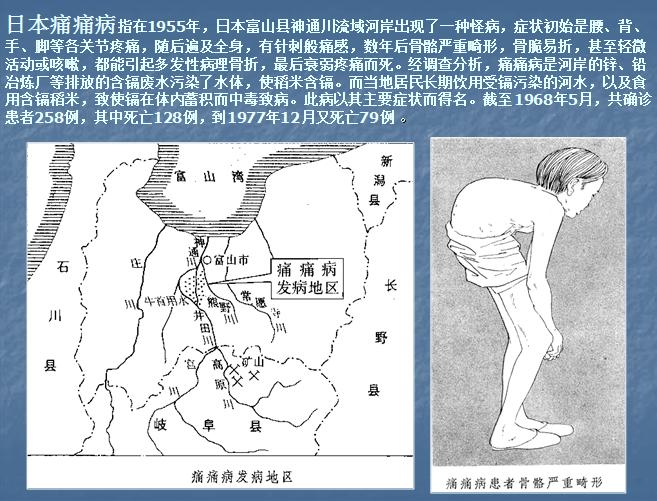 日本痛痛病指在1955年，日本富山县神通川流域河岸出现了一种怪病，症状初始是腰、背、
手、脚等各关节疼痛，随后遍及全身，有针刺般痛感，数年后骨骼严重畸形，骨脆易折，甚至轻微
活动或咳嗽，都能引起多发性病理骨折，最后衰弱疼痛而死。经调查分析，痛痛病是河岸的锌、铅
冶炼厂等排放的含镉废水污染了水体，使稻米含镉。而当地居民长期饮用受镉污染的河水，以及食
用含镉稻米，致使镉在体内蓄积而中毒致病。此病以其主要症状而得名。截至1968年5月，共确诊
患者258例，其中死亡128例，到1977年12月又死亡79例 。
富山湾
新潟县
神通川
富山市
石川县
庄川
痛痛病
发病地区
牛首用水
熊野川
常愿寺川
井田川
长野县
宫川
高原川
矿山
岐阜县
痛痛病发病地区
痛痛病患者骨骼严重畸形